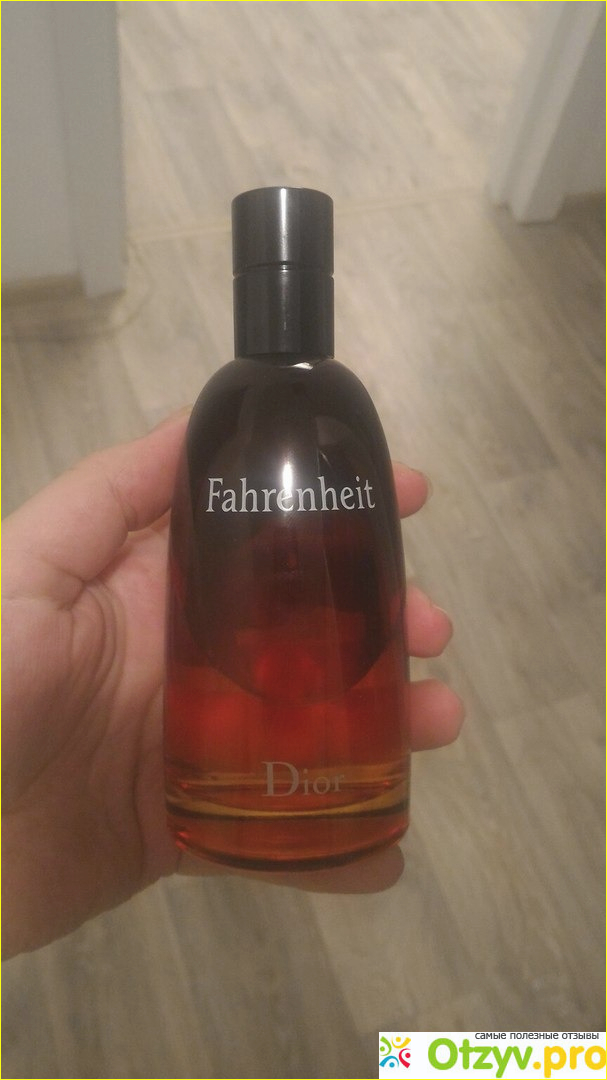 Fahrenheit
Dior
самые полезные отзывы
Otzyv.pro